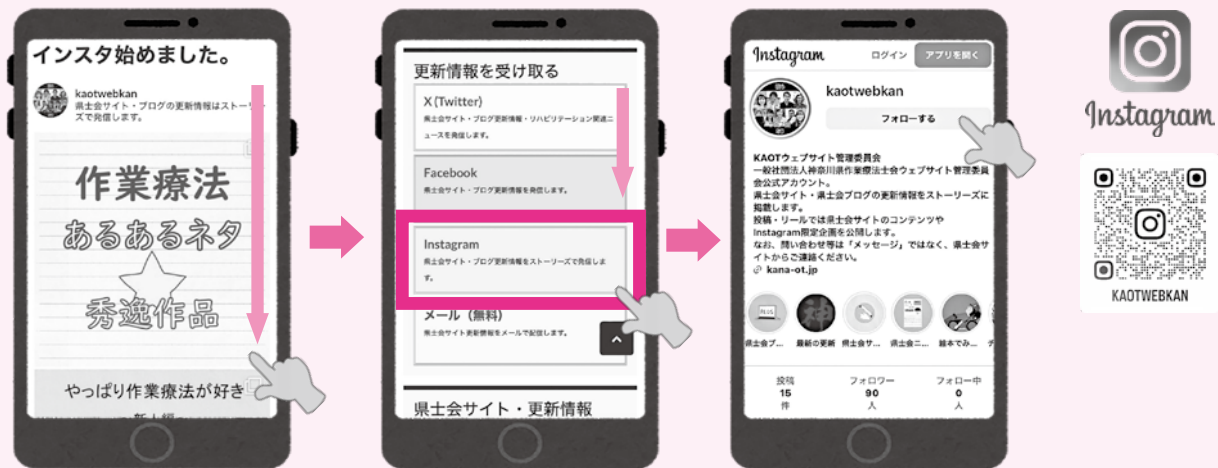 インスタ始めました。
kaotwebkan
県士会サイト・ブログの更新情報はストーリー
ズで発信します。
作業療法
あるあるネタ
秀逸作品
やっぱり作業療法が好き
更新情報を受け取る
X(Twitter)
県士会サイト・ブログ更新情報・リハビリテーション関連ニ
ュースを発信します。
Facebook
県士会サイト・ブログ更新情報を発信します。
Instagram
県士会サイト・ブログ更新情報をストーリーズで発信しま
す。
メール（無料）
県士会サイト更新情報をメールで配信します。
県士会サイト・更新情報
Instagram
ログイン
アプリを開く
kaotwebkan
フォローする
KAOTウェブサイト管理委員会
一般社団法人神奈川県作業療法士会ウェブサイト管理委員
会公式アカウント。
県士会サイト・県士会ブログの更新情報をストーリーズに
掲載します。
投稿・リールでは県士会サイトのコンテンツや
Instagram限定企画を公開します。
なお、問い合わせ等は「メッセージ」ではなく、県士会サ
イトからご連絡ください。
kana-ot.jp
県士会ブ... 最新の更新 県士会サ... 県士会ニ... 絵本でみ...
投稿 フォロワー フォロー中
15 90 0
件 人 人
Instagram
KAOTWEBKAN